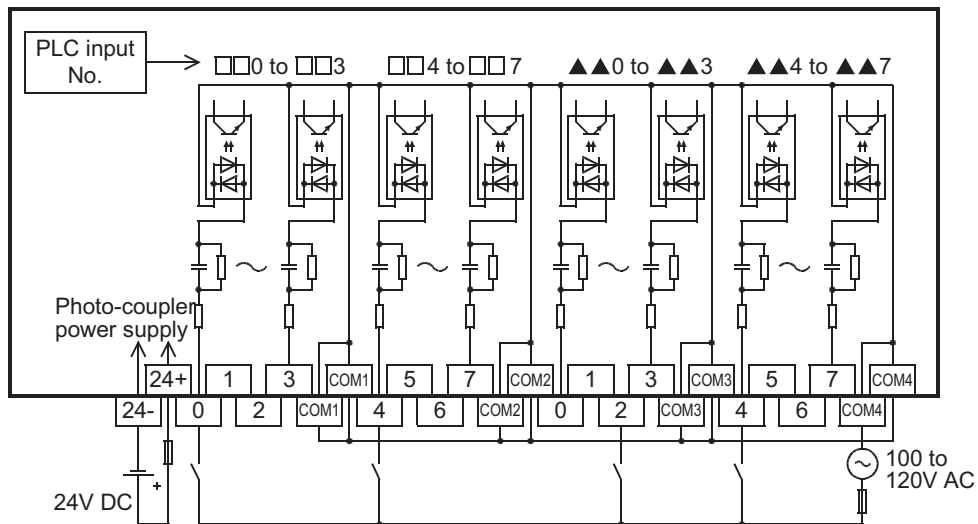 PLC input
No.
□□0 to □□3
□□4 to □□7
▲▲0 to ▲▲3
▲▲4 to ▲▲7
Photo-coupler
power supply
24+ 1 3 COM1 5 7 COM2 1 3 COM3 5 7 COM4
24- 0 2 COM1 4 6 COM2 0 2 COM3 4 6 COM4
24V DC
+
100 to
120V AC